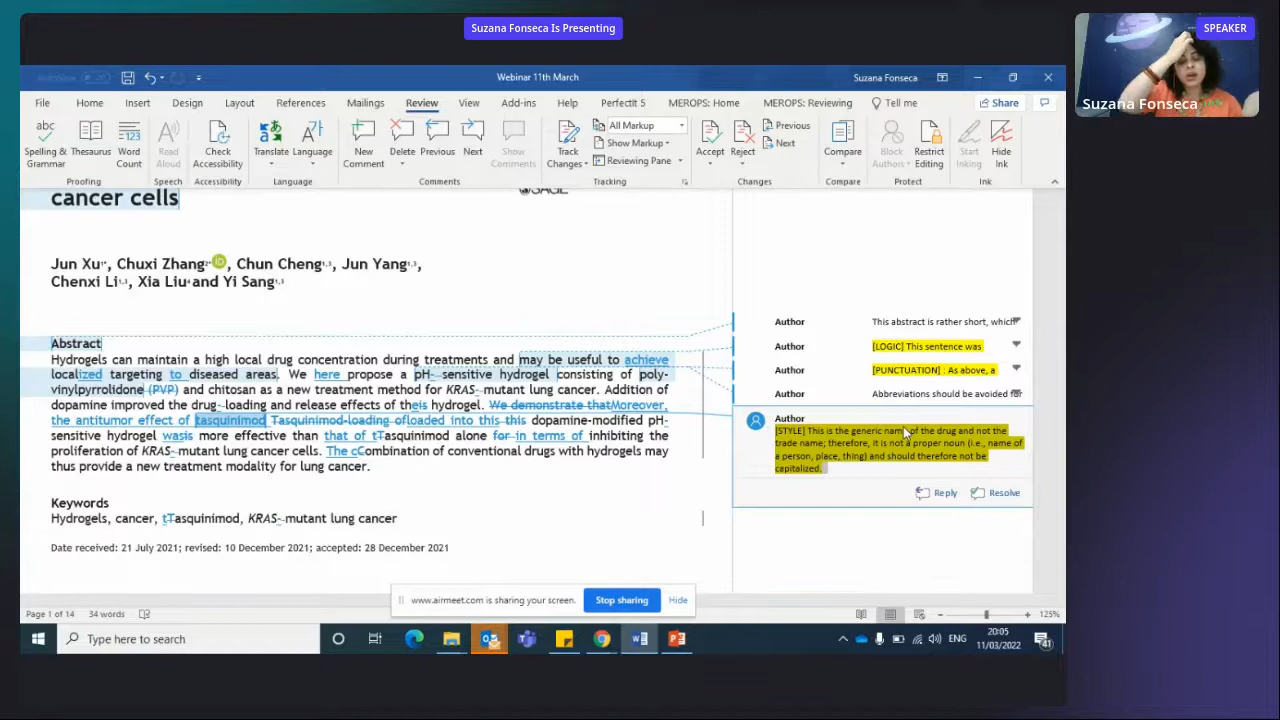 Suzana Fonseca Is Presenting
SPEAKER
Suzana Fonseca
AutoSave
Webinar 11th March
Suzana Fonseca
File Home Insert Design Layout References Mailings Review View Add-ins Help PerfectIt 5 MEROPS: Home MEROPS: Reviewing Tell me Share
Spelling & Grammar
Thesaurus
Word Count
Read Aloud
Check Accessibility
Translate
Language
New Comment
Delete
Previous
Next
Show Comments
Track Changes
All Markup
Show Markup
Reviewing Pane
Accept
Reject
Previous
Next
Compare
Block Authors
Restrict Editing
Start Inking
Hide Ink
Proofing Speech Accessibility Language Comments Tracking Changes Compare Protect Ink
SAGE
cancer cells
Jun Xu, Chuxi Zhang, Chun Cheng, Jun Yang,
Chenxi Li, Xia Liu and Yi Sang
Abstract
Hydrogels can maintain a high local drug concentration during treatments and may be useful to achieve
localized targeting to diseased areas. We here propose a pH-sensitive hydrogel consisting of poly-
vinylpyrrolidone (PVP) and chitosan as a new treatment method for KRAS-mutant lung cancer. Addition of
dopamine improved the drug-loading and release effects of theis hydrogel. We demonstrate thatMoreover,
the antitumor effect of tasquinimod Tasquinimod-loading ofloaded into this this dopamine-modified pH-
sensitive hydrogel wasis more effective than that of tTasquinimod alone for in terms of inhibiting the
proliferation of KRAS-mutant lung cancer cells. The cCombination of conventional drugs with hydrogels may
thus provide a new treatment modality for lung cancer.
Keywords
Hydrogels, cancer, tTasquinimod, KRAS-mutant lung cancer
Date received: 21 July 2021; revised: 10 December 2021; accepted: 28 December 2021
Author This abstract is rather short, which
Author [LOGIC] This sentence was
Author [PUNCTUATION] : As above, a
Author Abbreviations should be avoided for
Author
[STYLE] This is the generic name of the drug and not the
trade name; therefore, it is not a proper noun (i.e., name of
a person, place, thing) and should therefore not be
capitalized.
Reply Resolve
www.airmeet.com is sharing your screen. Stop sharing Hide
Page 1 of 14 34 words 125%
Type here to search
ENG
20:05
11/03/2022
41